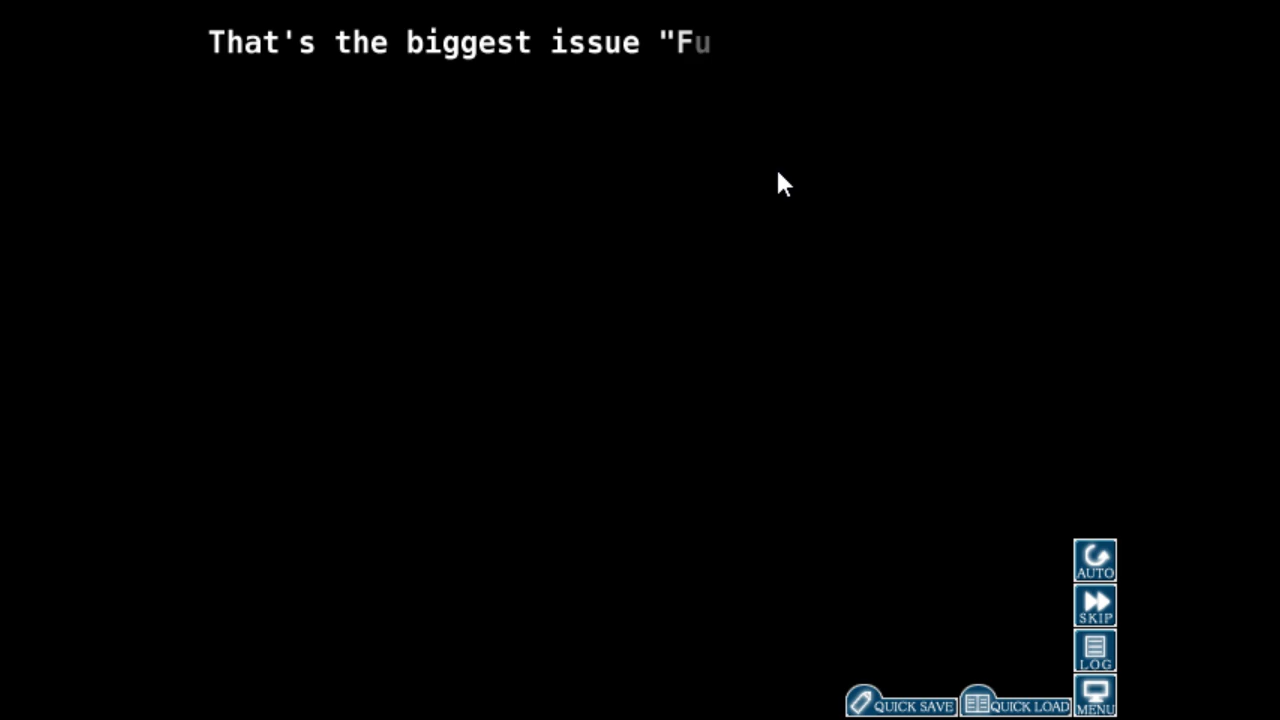 That's the biggest issue "Fu
AUTO
SKIP
LOG
QUICK SAVE
QUICK LOAD
MENU